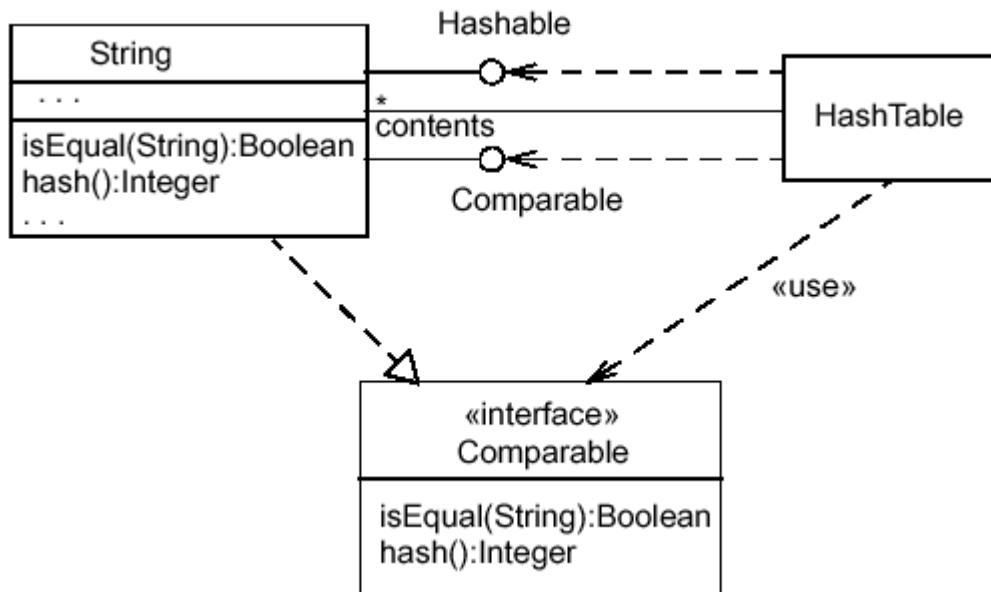 Hashable
String
. . .
*
contents
HashTable
isEqual(String):Boolean
hash():Integer
. . .
Comparable
«use»
«interface»
Comparable
isEqual(String):Boolean
hash():Integer